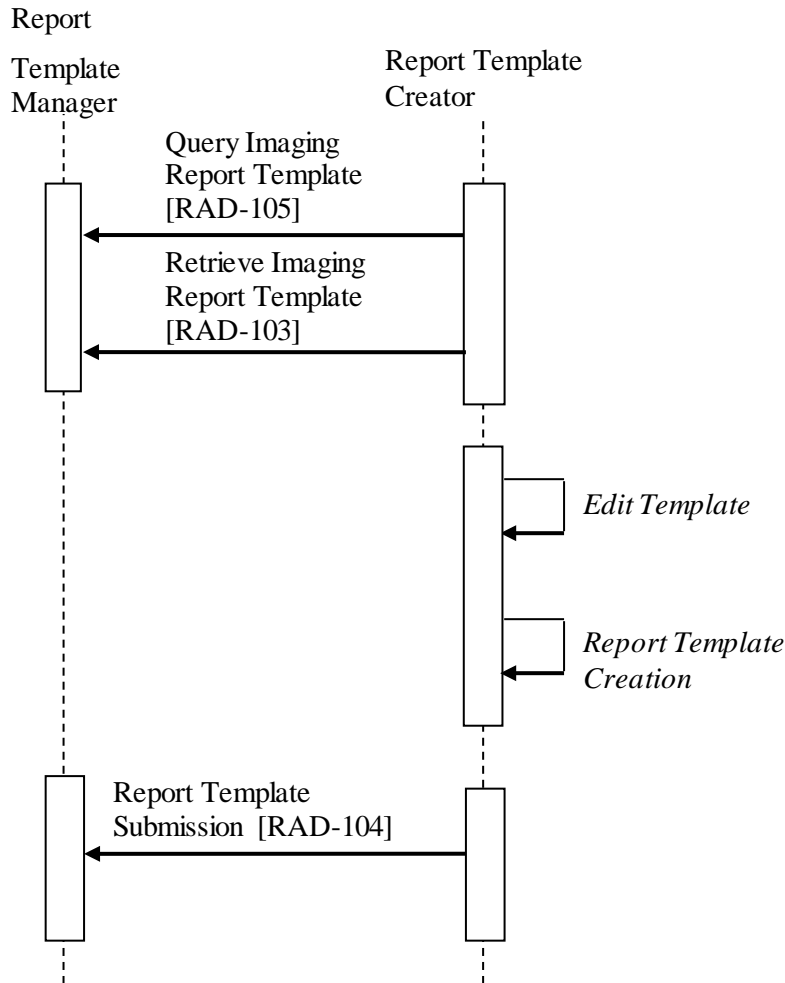 Report
Template
Manager
Report Template
Creator
Query Imaging
Report Template
[RAD-105]
Retrieve Imaging
Report Template
[RAD-103]
Edit Template
Report Template
Creation
Report Template
Submission [RAD-104]